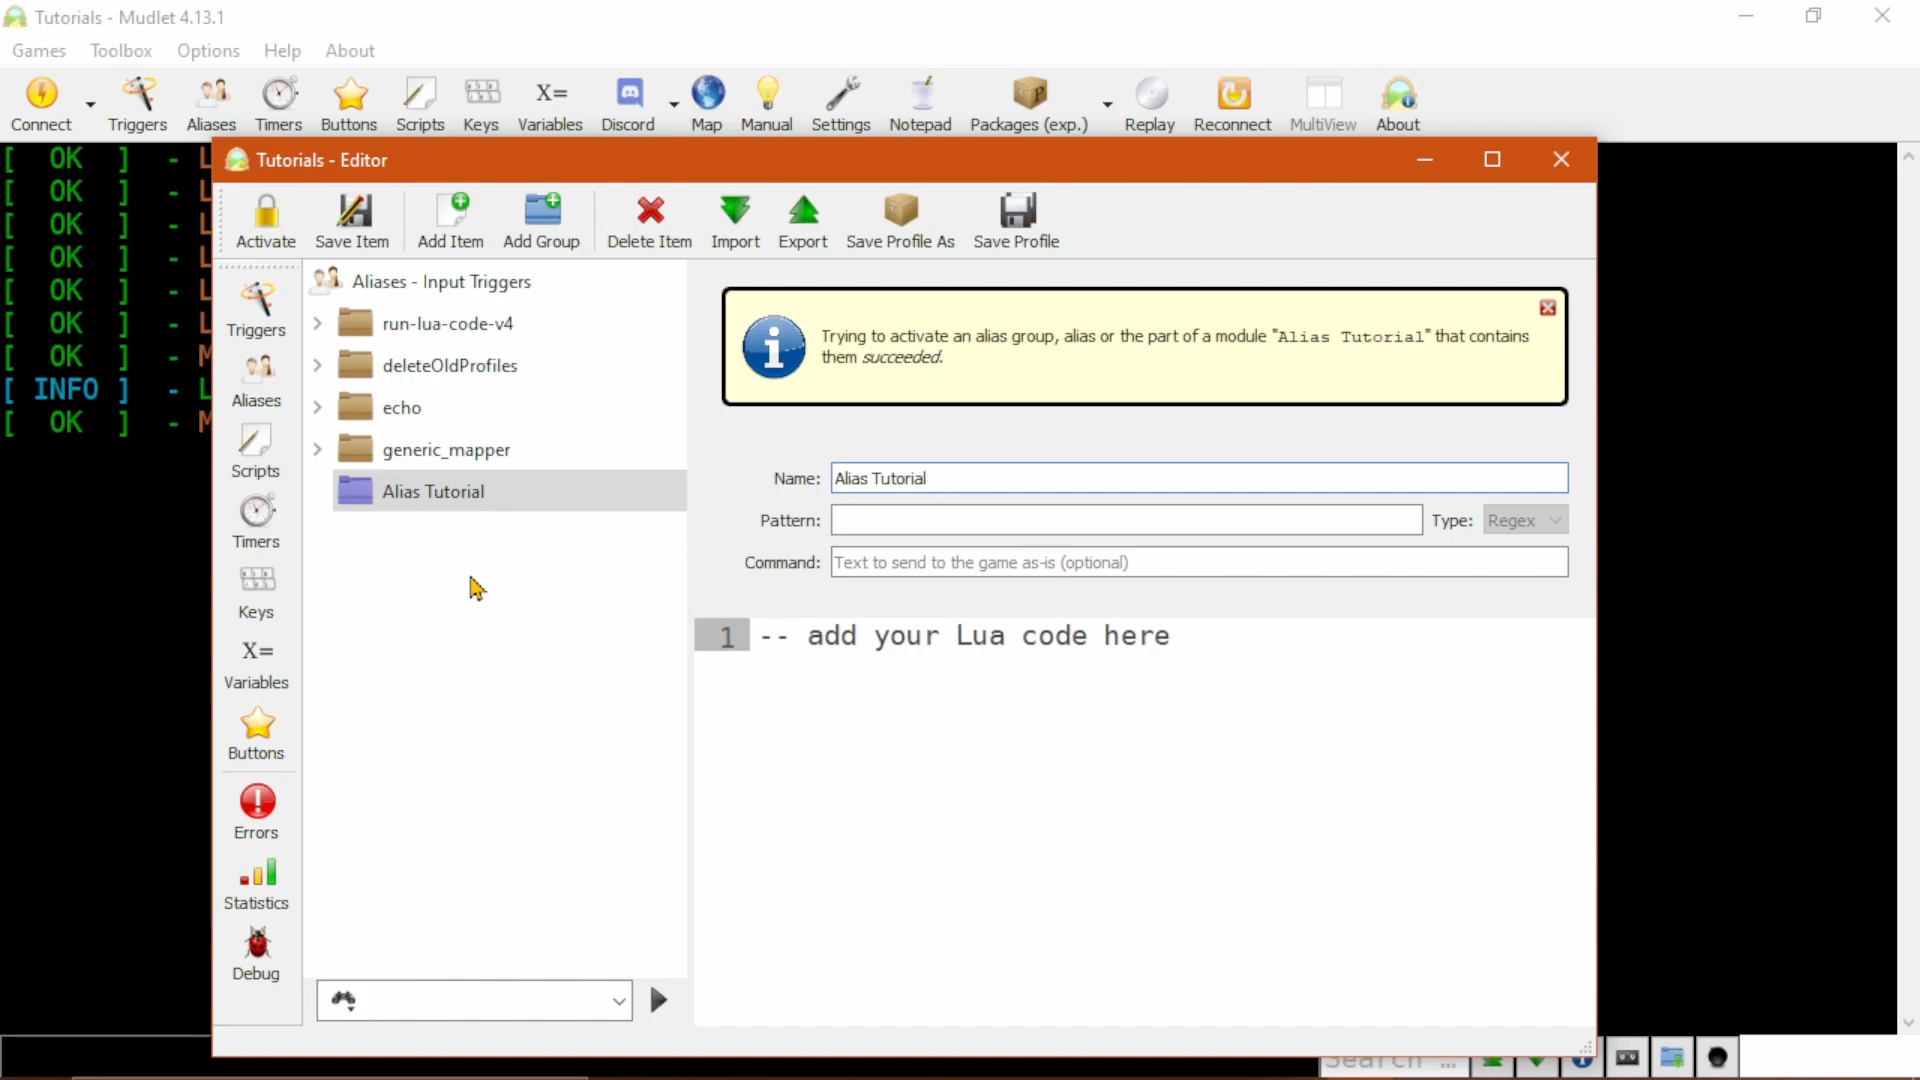 Tutorials - Mudlet 4.13.1
Games Toolbox Options Help About
Connect Triggers Aliases Timers Buttons Scripts Keys X= Variables Discord Map Manual Settings Notepad Packages (exp.) Replay Reconnect MultiView About
[ OK ] - L
[ OK ] - L
[ OK ] - L
[ OK ] - L
[ OK ] - L
[ OK ] - L
[ OK ] - M
[ INFO ] - L
[ OK ] - M
Tutorials - Editor
Activate Save Item Add Item Add Group Delete Item Import Export Save Profile As Save Profile
Triggers
Aliases
Scripts
Timers
Keys
X=
Variables
Buttons
Errors
Statistics
Debug
Aliases - Input Triggers
run-lua-code-v4
deleteOldProfiles
echo
generic_mapper
Alias Tutorial
Trying to activate an alias group, alias or the part of a module "Alias Tutorial" that contains
them succeeded.
Name: Alias Tutorial
Pattern: Type: Regex
Command: Text to send to the game as-is (optional)
1 -- add your Lua code here
Search ...